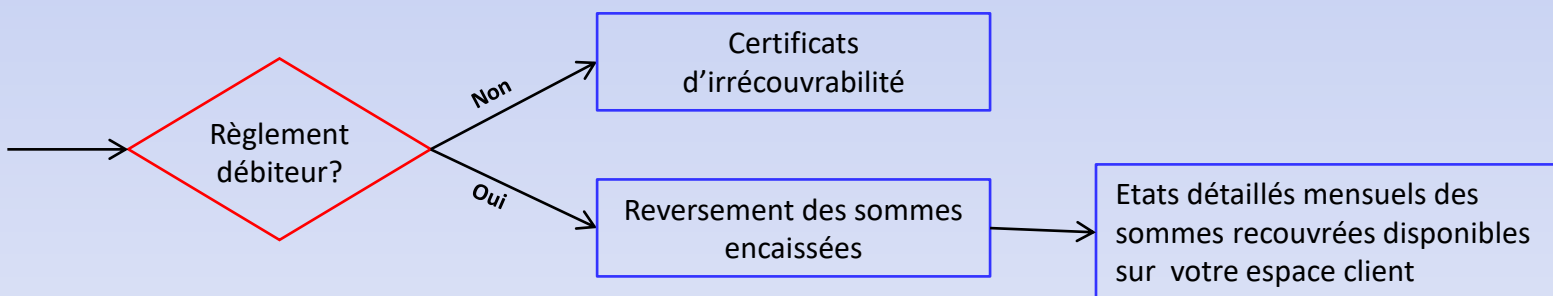 Règlement
débiteur?
Non
Certificats
d'irrécouvrabilité
Oui
Reversement des sommes
encaissées
Etats détaillés mensuels des
sommes recouvrées disponibles
sur  votre espace client